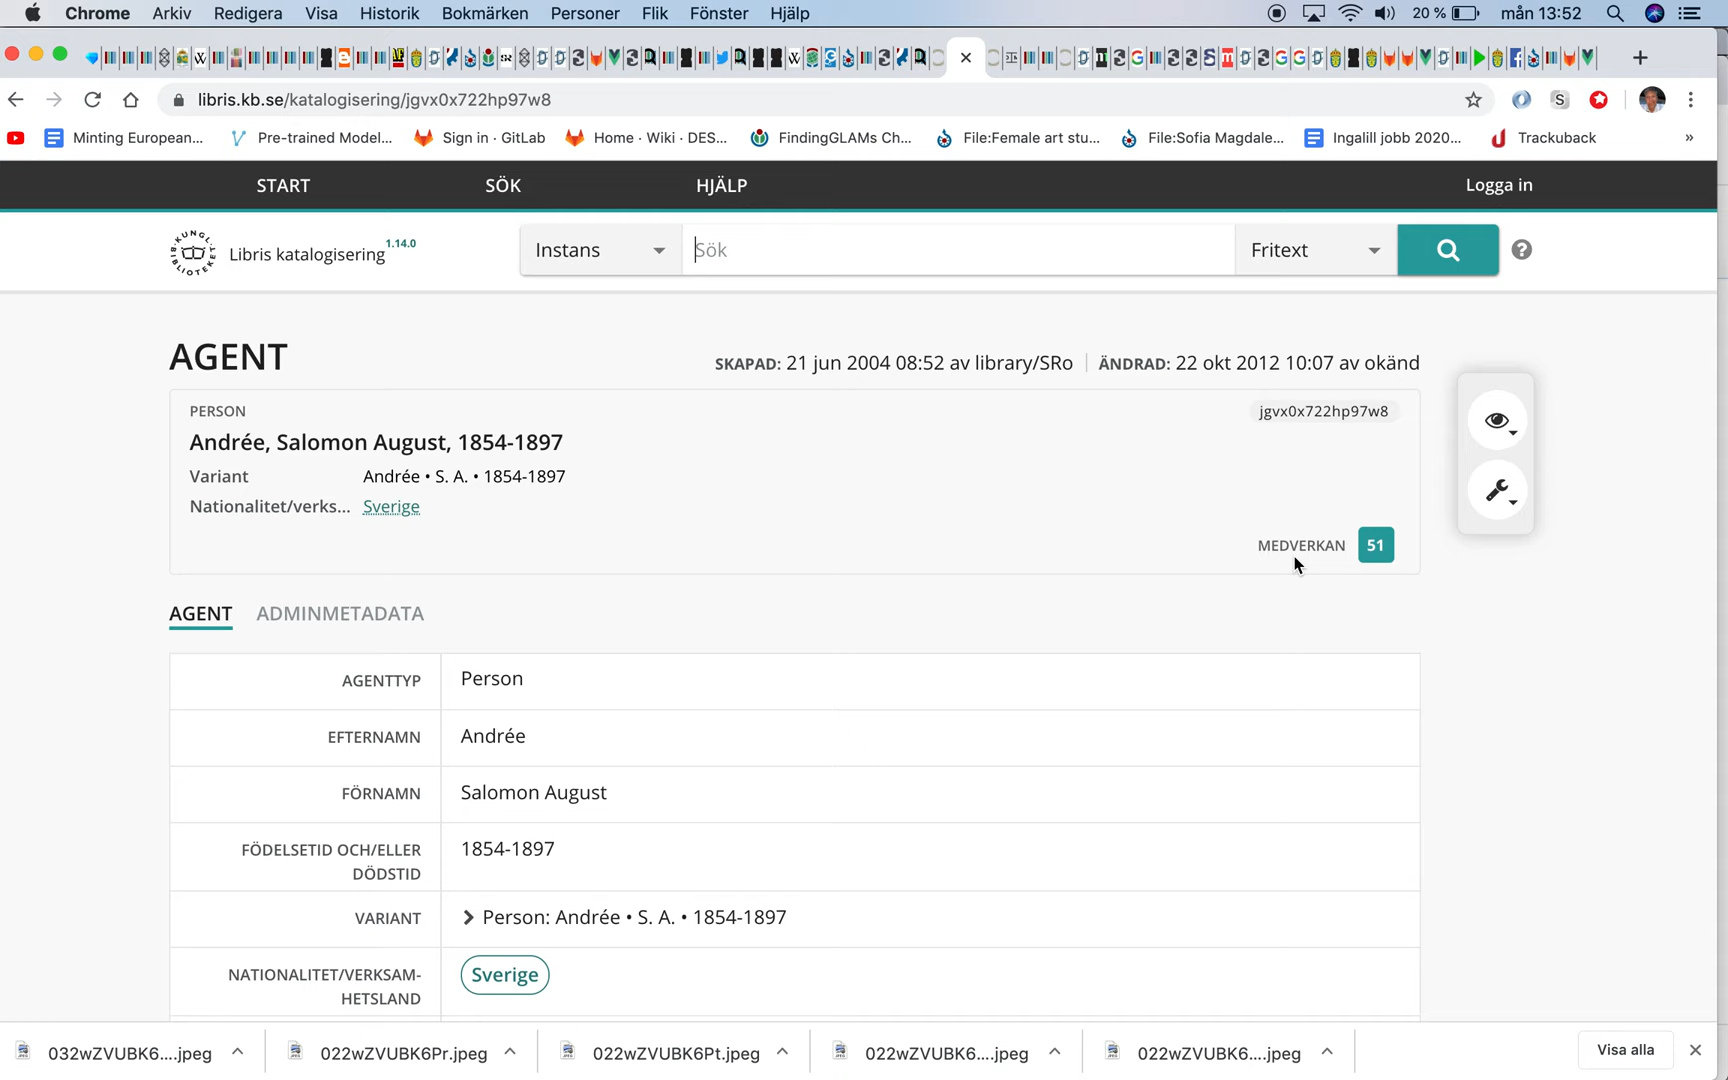 Chrome Arkiv Redigera Visa Historik Bokmärken Personer Flik Fönster Hjälp 20 % mån 13:52
libris.kb.se/katalogisering/jgvx0x722hp97w8
Minting European... Pre-trained Model... Sign in · GitLab Home · Wiki · DES... FindingGLAMs Ch... File:Female art stu... File:Sofia Magdale... Ingalill jobb 2020... Trackuback »
START SÖK HJÄLP Logga in
KUNGL. BIBLIOTEKET Libris katalogisering 1.14.0 Instans Sök Fritext
AGENT SKAPAD: 21 jun 2004 08:52 av library/SRo ÄNDRAD: 22 okt 2012 10:07 av okänd
PERSON jgvx0x722hp97w8
Andrée, Salomon August, 1854-1897
Variant Andrée • S. A. • 1854-1897
Nationalitet/verks... Sverige
MEDVERKAN 51
AGENT ADMINMETADATA
AGENTTYP Person
EFTERNAMN Andrée
FÖRNAMN Salomon August
FÖDELSETID OCH/ELLER DÖDSTID 1854-1897
VARIANT Person: Andrée • S. A. • 1854-1897
NATIONALITET/VERKSAM-
HETSLAND Sverige
032wZVUBK6....jpeg 022wZVUBK6Pr.jpeg 022wZVUBK6Pt.jpeg 022wZVUBK6....jpeg 022wZVUBK6....jpeg Visa alla